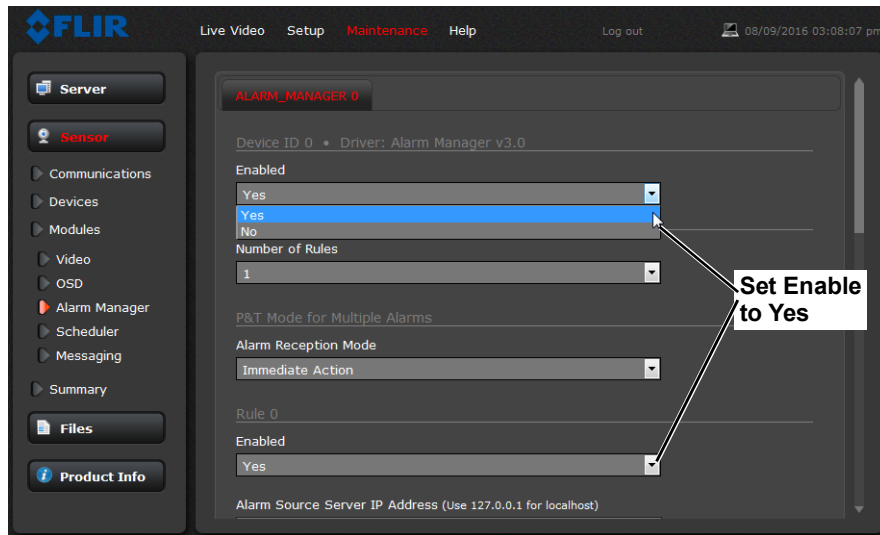 FLIR
Live Video Setup Maintenance Help Log out 08/09/2016 03:08:07 pm
Server
Sensor
Communications
Devices
Modules
Video
OSD
Alarm Manager
Scheduler
Messaging
Summary
Files
Product Info
ALARM_MANAGER 0
Device ID 0 • Driver: Alarm Manager v3.0
Enabled
Yes
Yes
No
Number of Rules
1
P&T Mode for Multiple Alarms
Alarm Reception Mode
Immediate Action
Rule 0
Enabled
Yes
Alarm Source Server IP Address (Use 127.0.0.1 for localhost)
Set Enable
to Yes